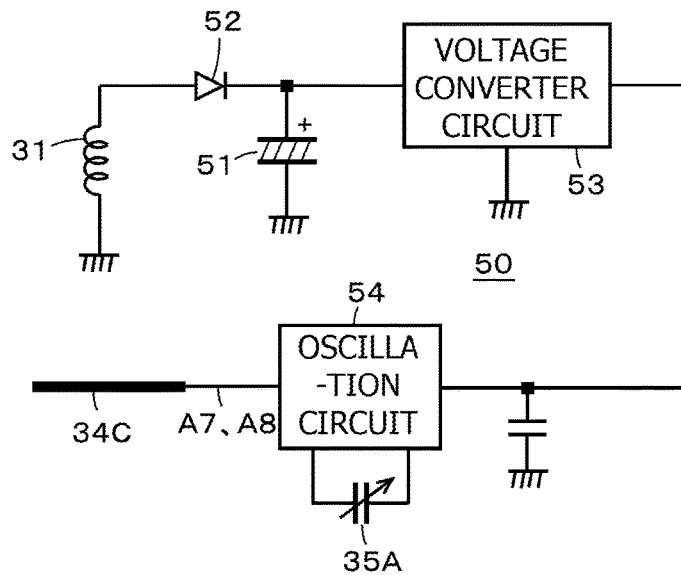 52
VOLTAGE
CONVERTER
CIRCUIT
31
+
51
53
50
54
OSCILLA
-TION
CIRCUIT
34C
A7、A8
35A